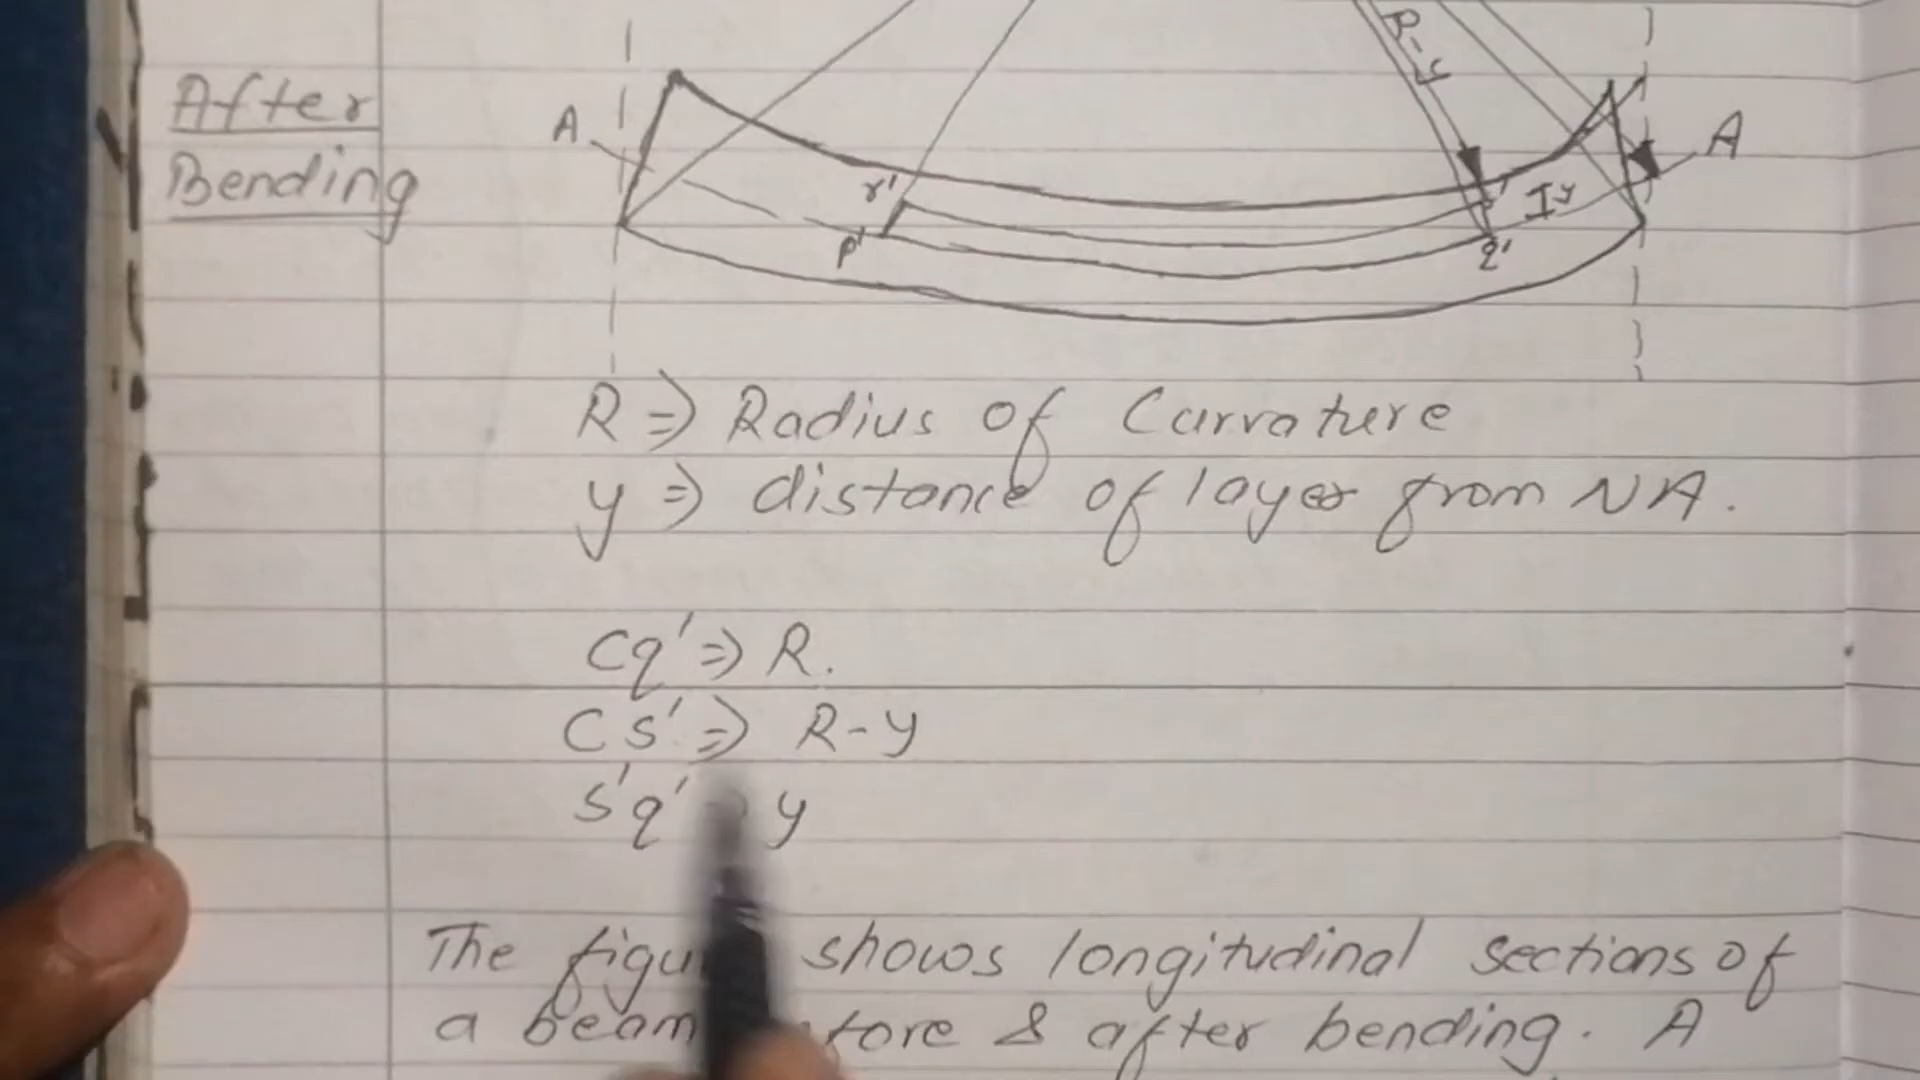 R-y
After
A
A
Bending
r'
Iy
p'
q'
R => Radius of Curvature
y => distance of layer from NA.
Cq' => R.
Cs' => R-y
s'q' y
The shows longitudinal sections of
a beam & after bending. A